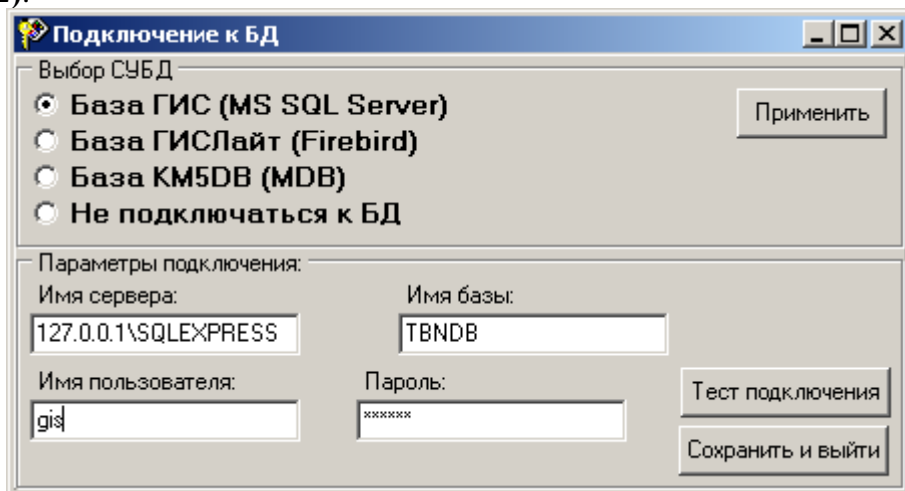 Подключение к БД
Выбор СУБД
База ГИС (MS SQL Server)
Применить
База ГИСЛайт (Firebird)
База KM5DB (MDB)
Не подключаться к БД
Параметры подключения:
Имя сервера: Имя базы:
127.0.0.1\SQLEXPRESS TBNDB
Имя пользователя: Пароль:
Тест подключения
gis ××××××
Сохранить и выйти